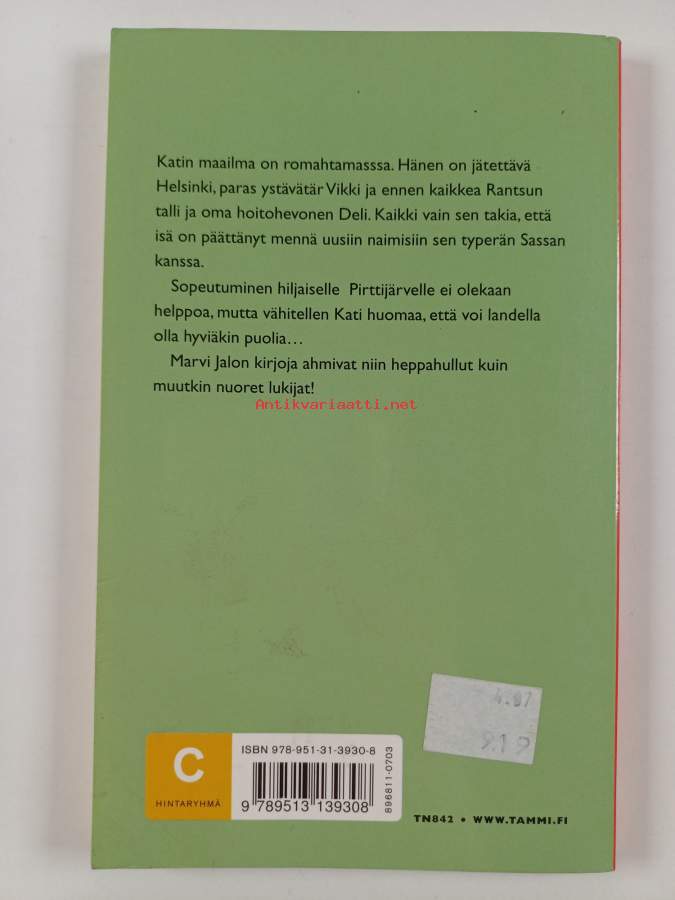 Katin maailma on romahtamasssa. Hänen on jätettävä
Helsinki, paras ystävätär Vikki ja ennen kaikkea Rantsun
talli ja oma hoitohevonen Deli. Kaikki vain sen takia, että
isä on päättänyt mennä uusiin naimisiin sen typerän Sassan
kanssa.
Sopeutuminen hiljaiselle Pirttijärvelle ei olekaan
helppoa, mutta vähitellen Kati huomaa, että voi landella
olla hyviäkin puolia...
Marvi Jalon kirjoja ahmivat niin heppahullut kuin
muutkin nuoret lukijat!
Antikvariaatti.net
4.07
919
C
HINTARYHMÄ
ISBN 978-951-31-3930-8
9 789513 139308
896811-0703
TN842 • WWW.TAMMI.FI